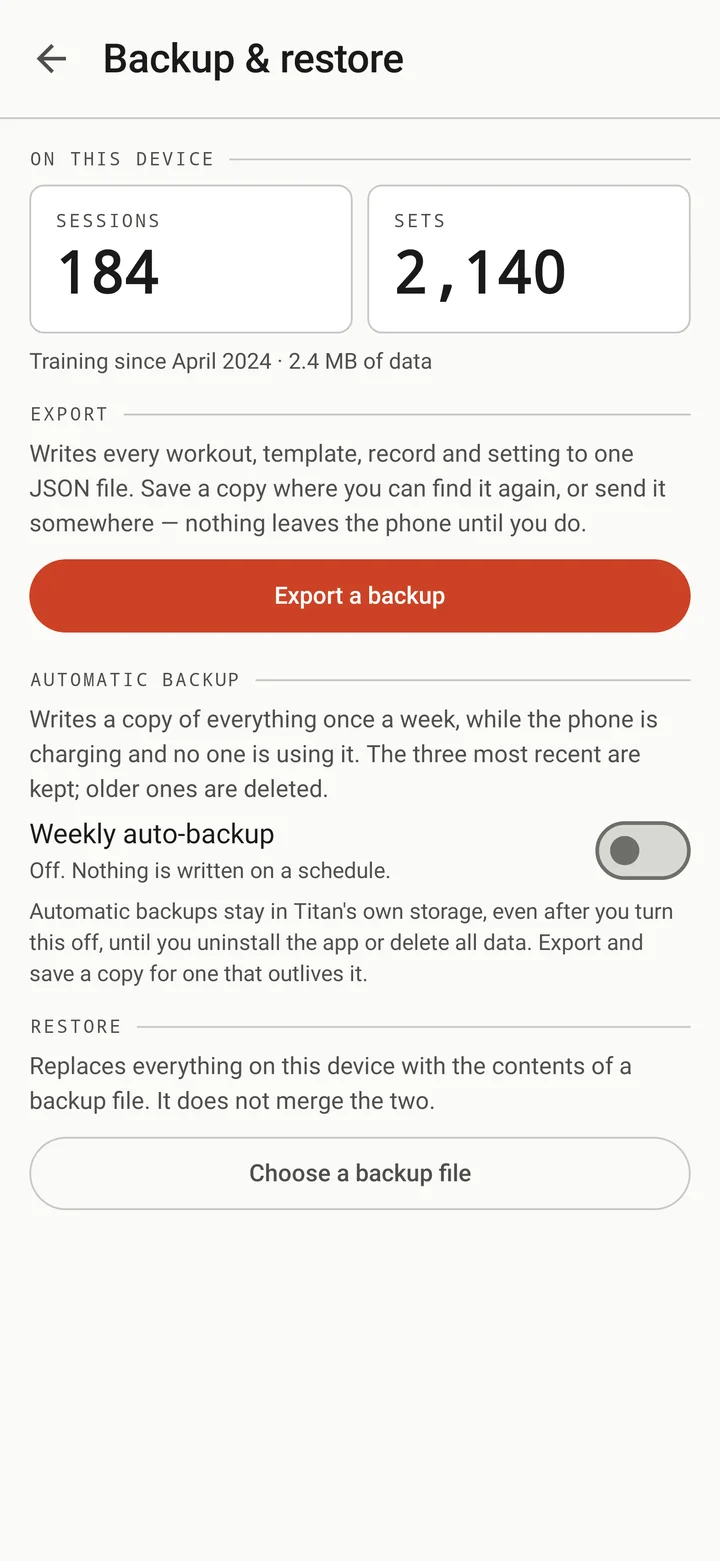 Backup & restore
ON THIS DEVICE
SESSIONS
184
SETS
2,140
Training since April 2024 · 2.4 MB of data
EXPORT
Writes every workout, template, record and setting to one
JSON file. Save a copy where you can find it again, or send it
somewhere — nothing leaves the phone until you do.
Export a backup
AUTOMATIC BACKUP
Writes a copy of everything once a week, while the phone is
charging and no one is using it. The three most recent are
kept; older ones are deleted.
Weekly auto-backup
Off. Nothing is written on a schedule.
Automatic backups stay in Titan's own storage, even after you turn
this off, until you uninstall the app or delete all data. Export and
save a copy for one that outlives it.
RESTORE
Replaces everything on this device with the contents of a
backup file. It does not merge the two.
Choose a backup file